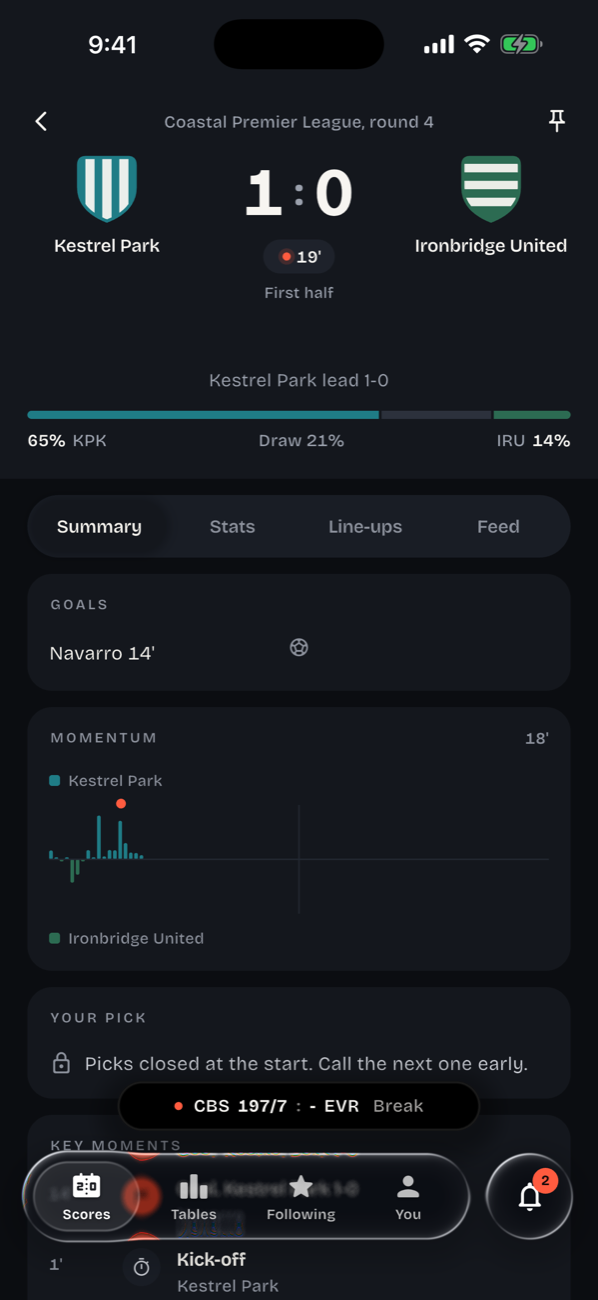 9:41
Coastal Premier League, round 4
1 : 0
Kestrel Park
Ironbridge United
19'
First half
Kestrel Park lead 1-0
65% KPK
Draw 21%
IRU 14%
Summary
Stats
Line-ups
Feed
GOALS
Navarro 14'
MOMENTUM
18'
Kestrel Park
Ironbridge United
YOUR PICK
Picks closed at the start. Call the next one early.
CBS 197/7 : - EVR Break
KEY MOMENTS
2:0
Scores
Tables
Following
You
2
1'
Kick-off
Kestrel Park